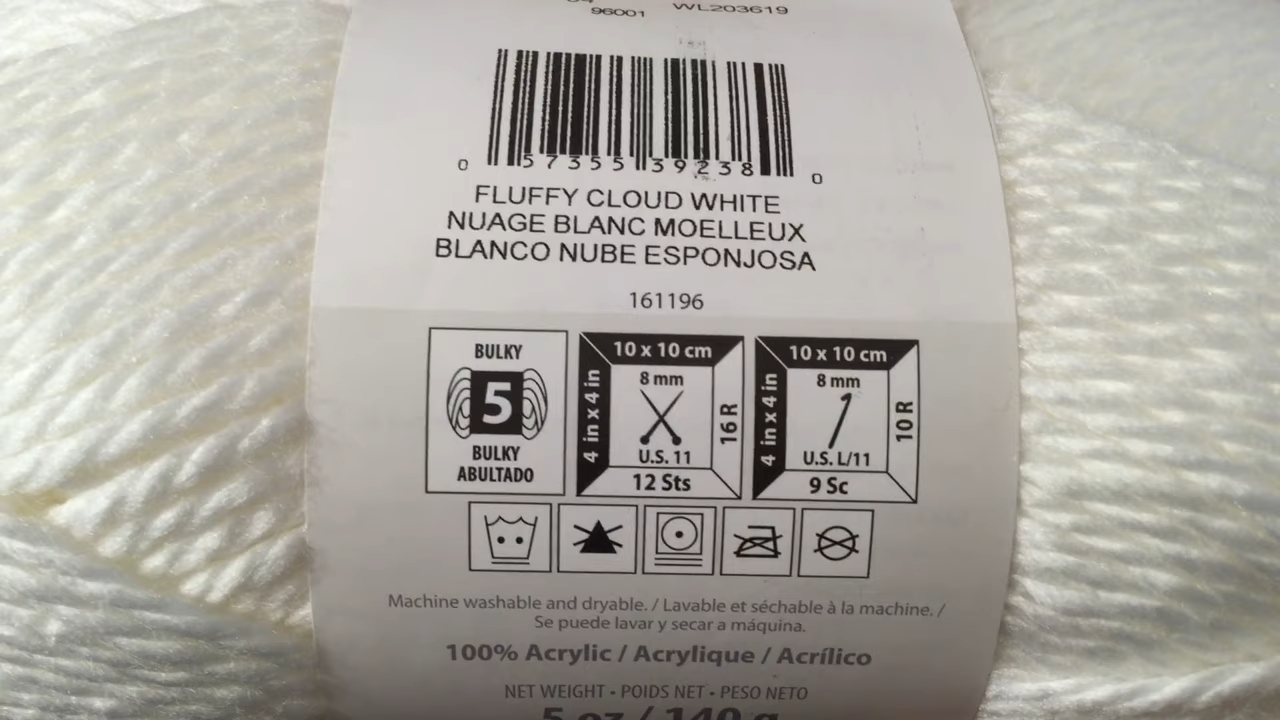 96001 WL203619
0 57355 39238 0
FLUFFY CLOUD WHITE
NUAGE BLANC MOELLEUX
BLANCO NUBE ESPONJOSA
161196
BULKY
5
BULKY
ABULTADO
10 x 10 cm
4 in x 4 in
8 mm
U.S. 11
16 R
12 Sts
10 x 10 cm
4 in x 4 in
8 mm
U.S. L/11
10 R
9 Sc
Machine washable and dryable. / Lavable et séchable à la machine. /
Se puede lavar y secar a máquina.
100% Acrylic / Acrylique / Acrílico
NET WEIGHT • POIDS NET • PESO NETO
5 oz / 140 g